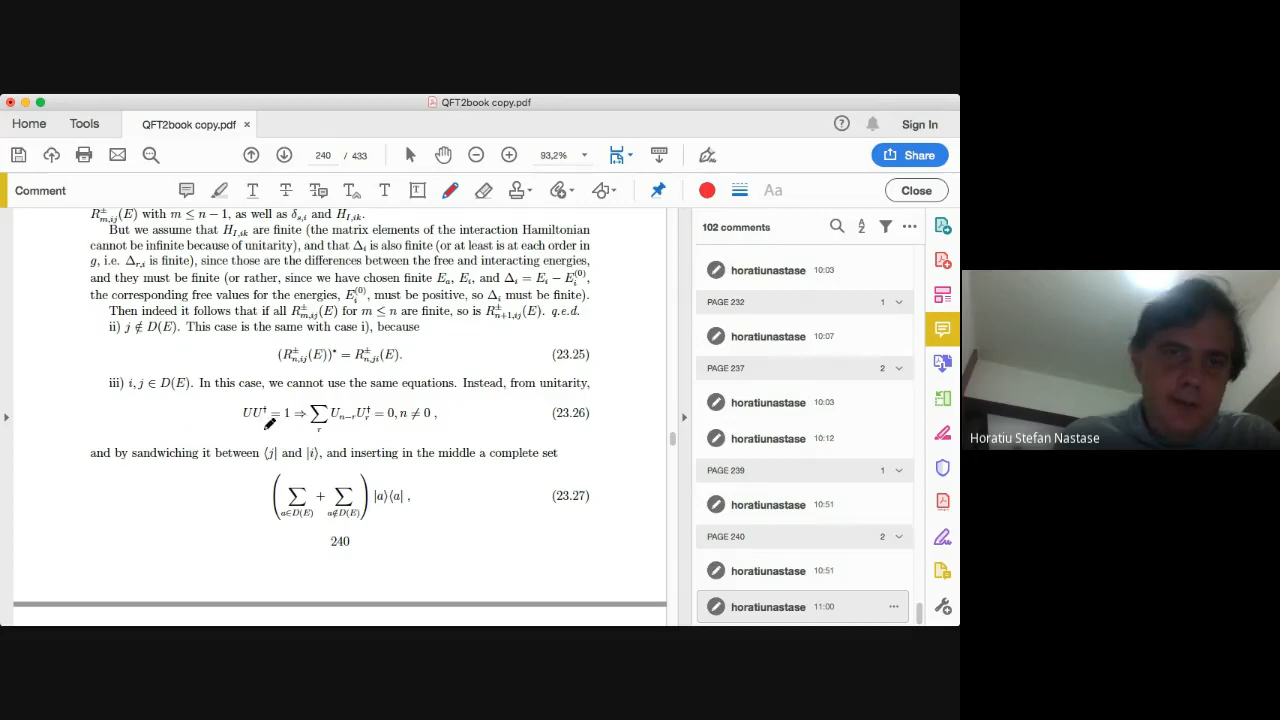 QFT2book copy.pdf
Home Tools QFT2book copy.pdf × Sign In
240 / 433 93,2% Share
Comment T T Aa Close
R^±_{m,ij}(E) with m ≤ n − 1, as well as δ_{s,i} and H_{I,ik}.
But we assume that H_{I,ik} are finite (the matrix elements of the interaction Hamiltonian
cannot be infinite because of unitarity), and that Δ_i is also finite (or at least is at each order in
g, i.e. Δ_{r,i} is finite), since those are the differences between the free and interacting energies,
and they must be finite (or rather, since we have chosen finite E_a, E_i, and Δ_i = E_i − E_i^{(0)},
the corresponding free values for the energies, E_i^{(0)}, must be positive, so Δ_i must be finite).
Then indeed it follows that if all R^±_{m,ij}(E) for m ≤ n are finite, so is R^±_{n+1,ij}(E). q.e.d.
ii) j ∉ D(E). This case is the same with case i), because
(R^±_{n,ij}(E))* = R^±_{n,ji}(E). (23.25)
iii) i, j ∈ D(E). In this case, we cannot use the same equations. Instead, from unitarity,
UU† = 1 ⇒ ∑_r U_{n−r}U_r^† = 0, n ≠ 0 , (23.26)
and by sandwiching it between ⟨j| and |i⟩, and inserting in the middle a complete set
(∑_{a∈D(E)} + ∑_{a∉D(E)}) |a⟩⟨a| , (23.27)
240
102 comments
horatiunastase 10:03
PAGE 232 1
horatiunastase 10:07
PAGE 237 2
horatiunastase 10:03
horatiunastase 10:12
PAGE 239 1
horatiunastase 10:51
PAGE 240 2
horatiunastase 10:51
horatiunastase 11:00
Horatiu Stefan Nastase